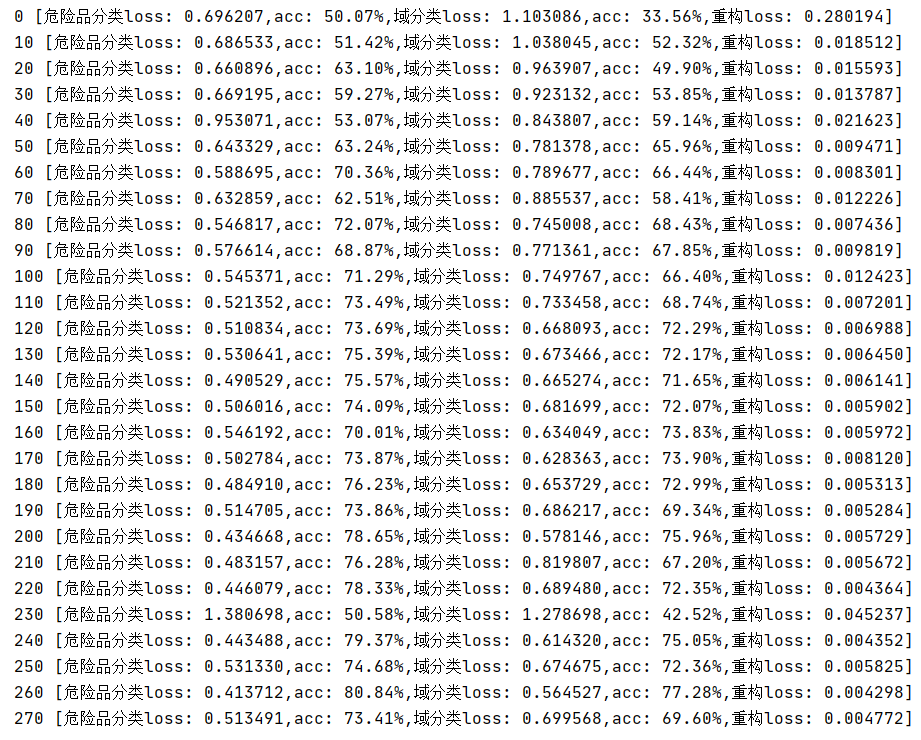 0 [危险品分类loss: 0.696207,acc: 50.07%,域分类loss: 1.103086,acc: 33.56%,重构loss: 0.280194]
10 [危险品分类loss: 0.686533,acc: 51.42%,域分类loss: 1.038045,acc: 52.32%,重构loss: 0.018512]
20 [危险品分类loss: 0.660896,acc: 63.10%,域分类loss: 0.963907,acc: 49.90%,重构loss: 0.015593]
30 [危险品分类loss: 0.669195,acc: 59.27%,域分类loss: 0.923132,acc: 53.85%,重构loss: 0.013787]
40 [危险品分类loss: 0.953071,acc: 53.07%,域分类loss: 0.843807,acc: 59.14%,重构loss: 0.021623]
50 [危险品分类loss: 0.643329,acc: 63.24%,域分类loss: 0.781378,acc: 65.96%,重构loss: 0.009471]
60 [危险品分类loss: 0.588695,acc: 70.36%,域分类loss: 0.789677,acc: 66.44%,重构loss: 0.008301]
70 [危险品分类loss: 0.632859,acc: 62.51%,域分类loss: 0.885537,acc: 58.41%,重构loss: 0.012226]
80 [危险品分类loss: 0.546817,acc: 72.07%,域分类loss: 0.745008,acc: 68.43%,重构loss: 0.007436]
90 [危险品分类loss: 0.576614,acc: 68.87%,域分类loss: 0.771361,acc: 67.85%,重构loss: 0.009819]
100 [危险品分类loss: 0.545371,acc: 71.29%,域分类loss: 0.749767,acc: 66.40%,重构loss: 0.012423]
110 [危险品分类loss: 0.521352,acc: 73.49%,域分类loss: 0.733458,acc: 68.74%,重构loss: 0.007201]
120 [危险品分类loss: 0.510834,acc: 73.69%,域分类loss: 0.668093,acc: 72.29%,重构loss: 0.006988]
130 [危险品分类loss: 0.530641,acc: 75.39%,域分类loss: 0.673466,acc: 72.17%,重构loss: 0.006450]
140 [危险品分类loss: 0.490529,acc: 75.57%,域分类loss: 0.665274,acc: 71.65%,重构loss: 0.006141]
150 [危险品分类loss: 0.506016,acc: 74.09%,域分类loss: 0.681699,acc: 72.07%,重构loss: 0.005902]
160 [危险品分类loss: 0.546192,acc: 70.01%,域分类loss: 0.634049,acc: 73.83%,重构loss: 0.005972]
170 [危险品分类loss: 0.502784,acc: 73.87%,域分类loss: 0.628363,acc: 73.90%,重构loss: 0.008120]
180 [危险品分类loss: 0.484910,acc: 76.23%,域分类loss: 0.653729,acc: 72.99%,重构loss: 0.005313]
190 [危险品分类loss: 0.514705,acc: 73.86%,域分类loss: 0.686217,acc: 69.34%,重构loss: 0.005284]
200 [危险品分类loss: 0.434668,acc: 78.65%,域分类loss: 0.578146,acc: 75.96%,重构loss: 0.005729]
210 [危险品分类loss: 0.483157,acc: 76.28%,域分类loss: 0.819807,acc: 67.20%,重构loss: 0.005672]
220 [危险品分类loss: 0.446079,acc: 78.33%,域分类loss: 0.689480,acc: 72.35%,重构loss: 0.004364]
230 [危险品分类loss: 1.380698,acc: 50.58%,域分类loss: 1.278698,acc: 42.52%,重构loss: 0.045237]
240 [危险品分类loss: 0.443488,acc: 79.37%,域分类loss: 0.614320,acc: 75.05%,重构loss: 0.004352]
250 [危险品分类loss: 0.531330,acc: 74.68%,域分类loss: 0.674675,acc: 72.36%,重构loss: 0.005825]
260 [危险品分类loss: 0.413712,acc: 80.84%,域分类loss: 0.564527,acc: 77.28%,重构loss: 0.004298]
270 [危险品分类loss: 0.513491,acc: 73.41%,域分类loss: 0.699568,acc: 69.60%,重构loss: 0.004772]